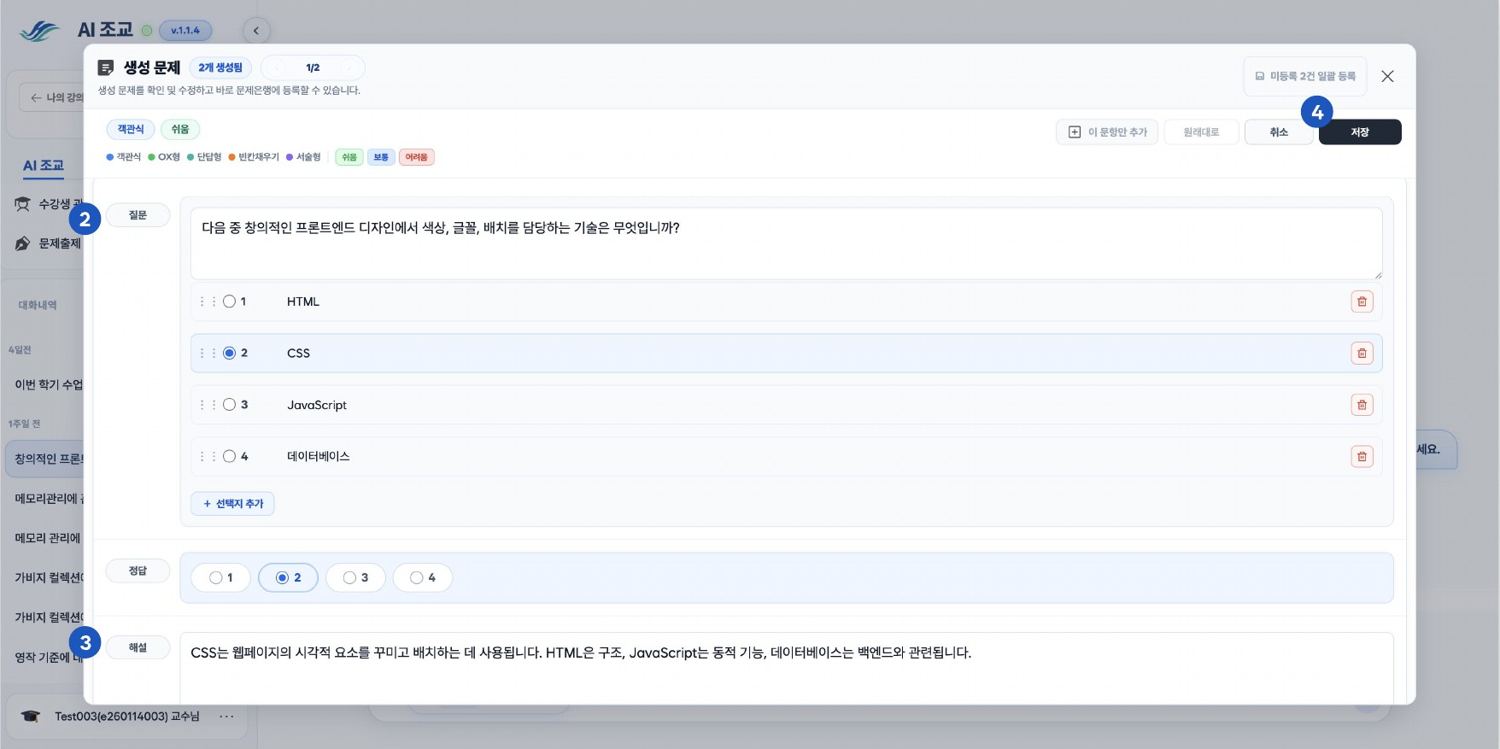 AI 조교
v.1.1.4
나의 강의
AI 조교
수강생
문제출제
대화내역
4일전
이번 학기 수업
1주일 전
창의적인
메모리관리에
메모리 관리에
가비지
가비지
영작 기준에
Test003(e260114003) 교수님
세요.
생성 문제
2개 생성됨
1/2
생성 문제를 확인 및 수정하고 바로 문제은행에 등록할 수 있습니다.
미등록 2건 일괄 등록
객관식 쉬움
4
이 문항만 추가 원래대로 취소 저장
객관식 OX형 단답형 빈칸채우기 서술형 쉬움 보통 어려움
2
질문
다음 중 창의적인 프론트엔드 디자인에서 색상, 글꼴, 배치를 담당하는 기술은 무엇입니까?
1 HTML
2 CSS
3 JavaScript
4 데이터베이스
+ 선택지 추가
정답
1 2 3 4
3
해설
CSS는 웹페이지의 시각적 요소를 꾸미고 배치하는 데 사용됩니다. HTML은 구조, JavaScript는 동적 기능, 데이터베이스는 백엔드와 관련됩니다.